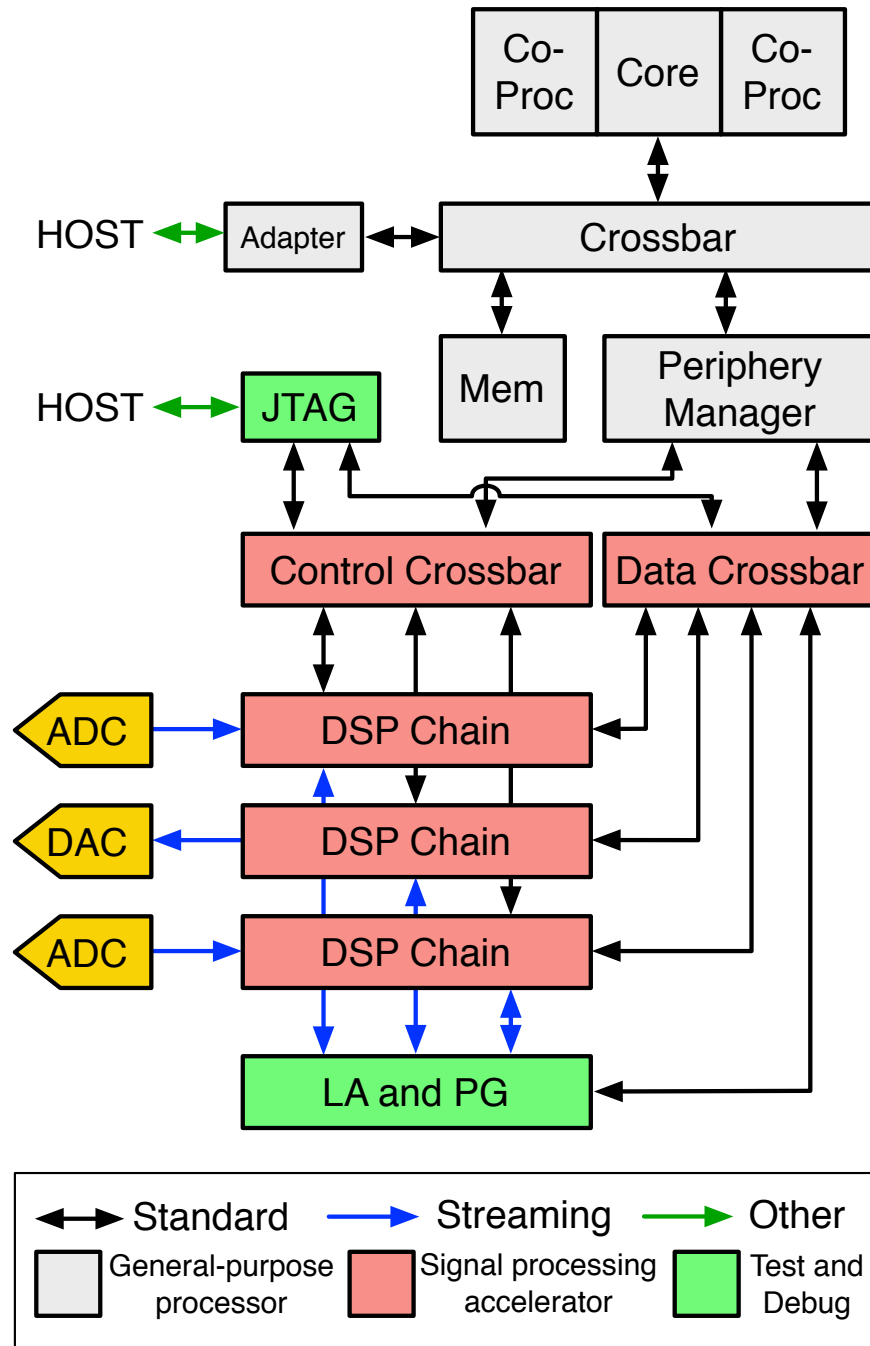 Co-
Proc
Core
Co-
Proc
HOST
Adapter
Crossbar
HOST
JTAG
Mem
Periphery
Manager
Control Crossbar
Data Crossbar
ADC
DSP Chain
DAC
DSP Chain
ADC
DSP Chain
LA and PG
Standard
Streaming
Other
General-purpose
processor
Signal processing
accelerator
Test and
Debug